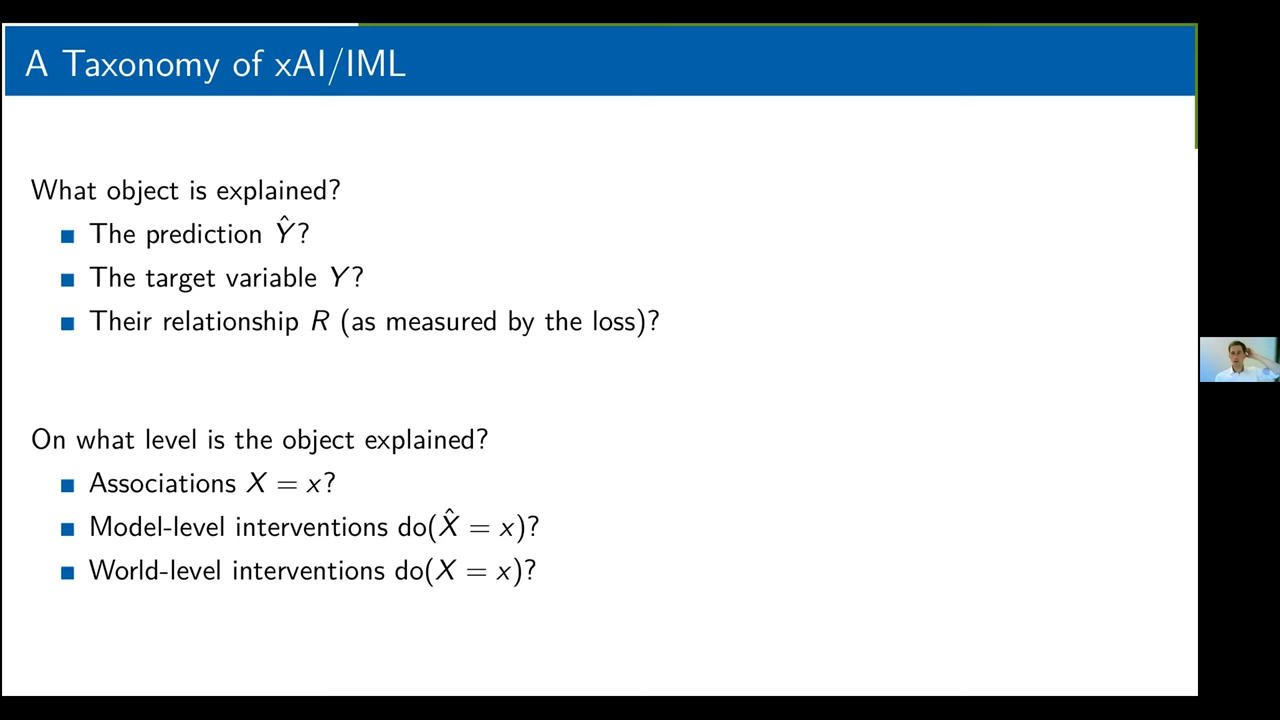 A Taxonomy of xAI/IML
What object is explained?
■ The prediction Ŷ?
■ The target variable Y?
■ Their relationship R (as measured by the loss)?
On what level is the object explained?
■ Associations X = x?
■ Model-level interventions do(X̂ = x)?
■ World-level interventions do(X = x)?